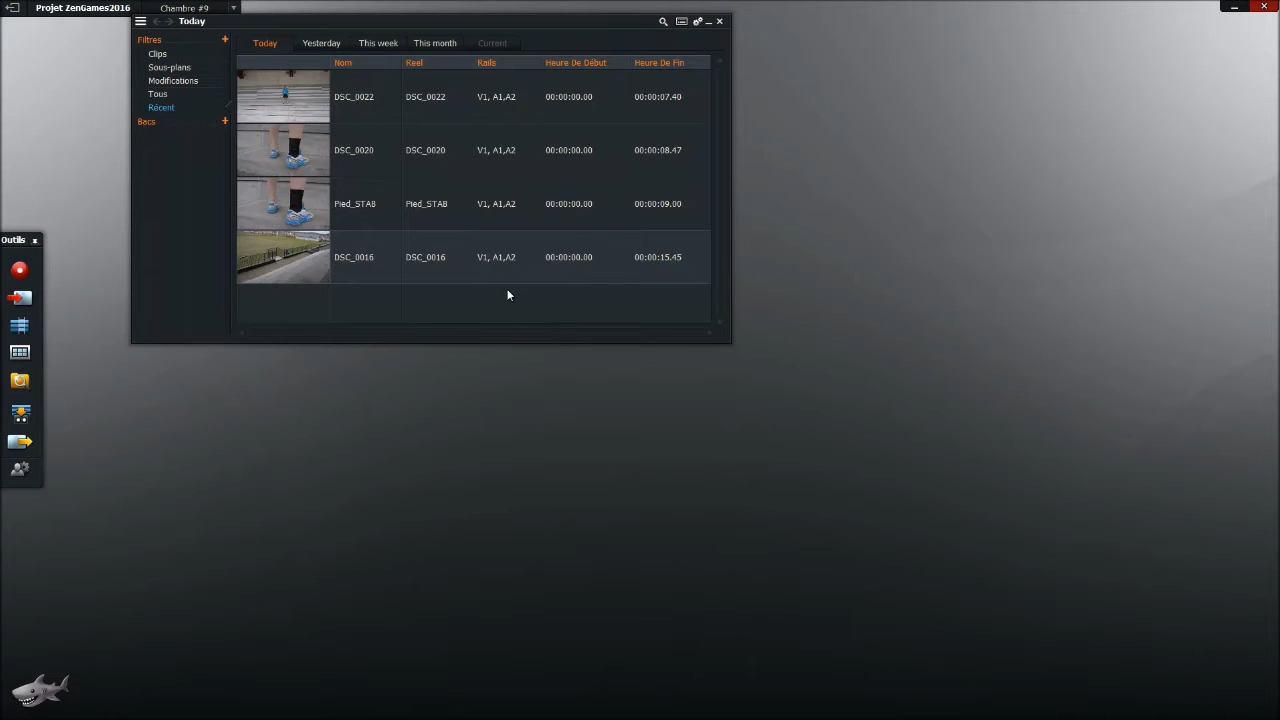 Projet ZenGames2016 Chambre #9
Today
Filtres +
Clips
Sous-plans
Modifications
Tous
Récent
Bacs +
Today Yesterday This week This month Current
Nom Reel Rails Heure De Début Heure De Fin
DSC_0022 DSC_0022 V1, A1,A2 00:00:00.00 00:00:07.40
DSC_0020 DSC_0020 V1, A1,A2 00:00:00.00 00:00:08.47
Pied_STAB Pied_STAB V1, A1,A2 00:00:00.00 00:00:09.00
DSC_0016 DSC_0016 V1, A1,A2 00:00:00.00 00:00:15.45
Outils